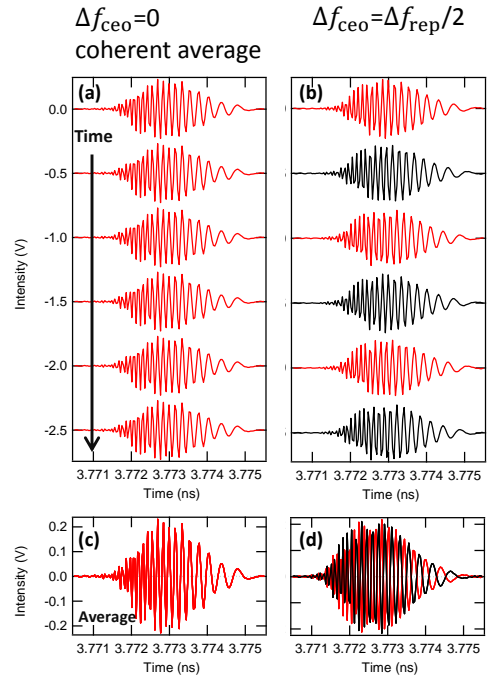 Δf_ceo=0
coherent average
Δf_ceo=Δf_rep/2
(a)
(b)
Time
0.0
-0.5
-1.0
-1.5
-2.0
-2.5
Intensity (V)
3.771 3.772 3.773 3.774 3.775
Time (ns)
3.771 3.772 3.773 3.774 3.775
Time (ns)
(c)
(d)
0.2
0.1
0.0
-0.1
-0.2
Intensity (V)
Average
3.771 3.772 3.773 3.774 3.775
Time (ns)
3.771 3.772 3.773 3.774 3.775
Time (ns)